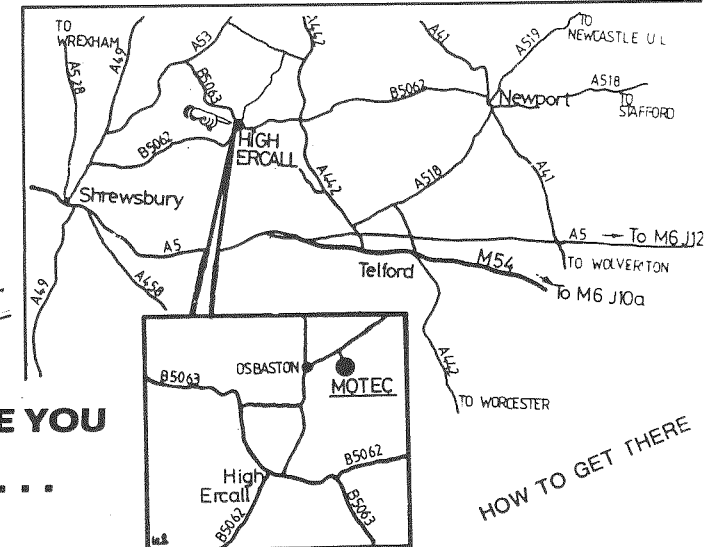 TO
WREXHAM
A528
A49
A53
B5063
A442
A41
A519
TO
NEWCASTLE U L
A518
TO
STAFFORD
B5062
Newport
B5062
HIGH
ERCALL
A442
A518
A41
Shrewsbury
A5
A5 → To M6 J12
TO WOLVER'TON
Telford
M54
To M6 J10a
A49
A458
A442
TO WORCESTER
OSBASTON
MOTEC
B5063
High
Ercall
B5062
B5062
B5063
E YOU
...
HOW TO GET THERE